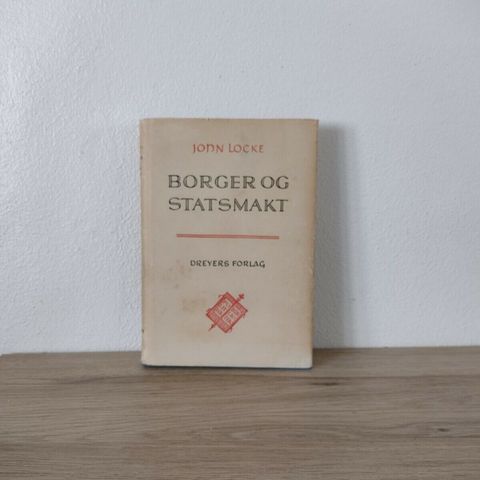 JOHN LOCKE
BORGER OG
STATSMAKT
DREYERS FORLAG